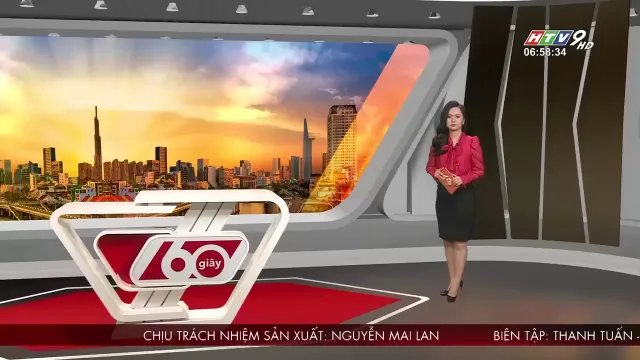 HTV9 HD
06:58:34
60 giây
CHỊU TRÁCH NHIỆM SẢN XUẤT: NGUYỄN MAI LAN BIÊN TẬP: THANH TUẤN -